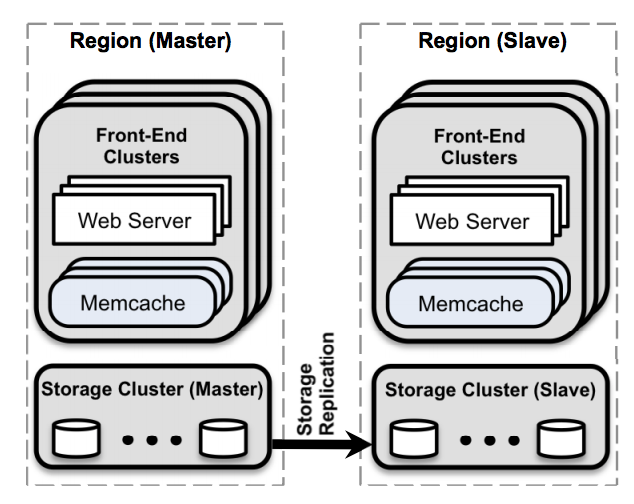 Region (Master)
Front-End
Clusters
Web Server
Memcache
Storage Cluster (Master)
Storage
Replication
Region (Slave)
Front-End
Clusters
Web Server
Memcache
Storage Cluster (Slave)